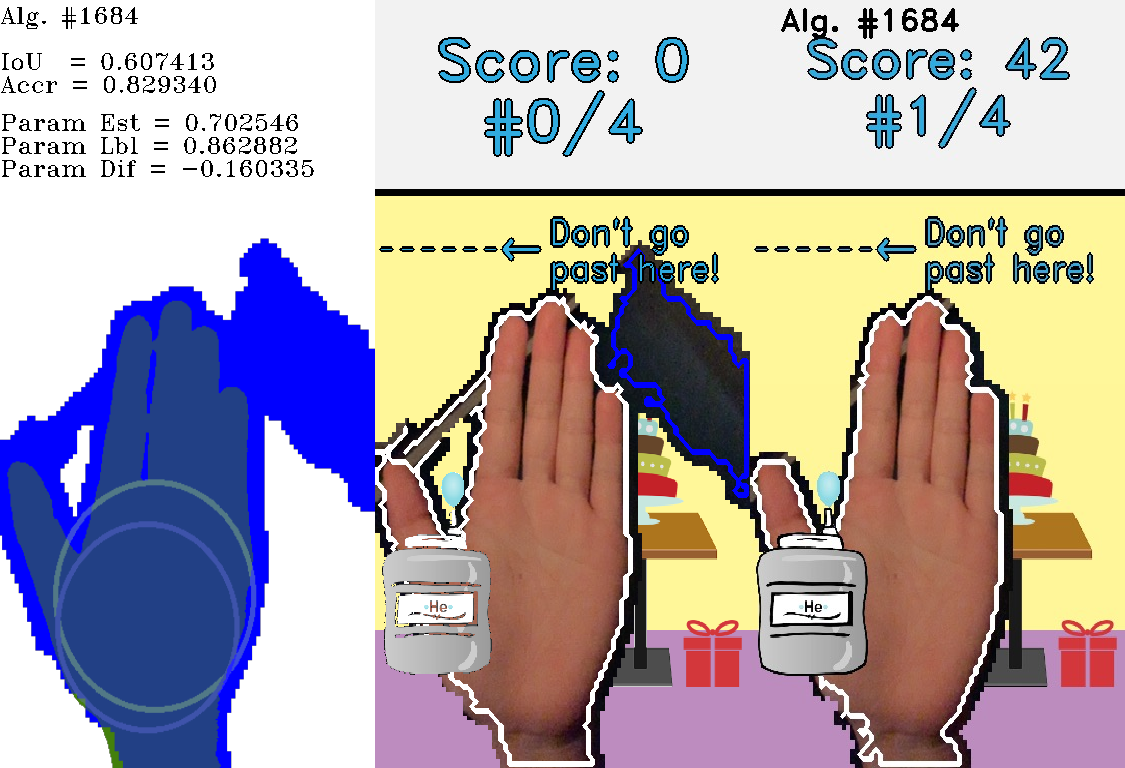 Alg. #1684
IoU = 0.607413
Accr = 0.829340
Param Est = 0.702546
Param Lbl = 0.862882
Param Dif = −0.160335
Score: 0
#0/4
Don't go
past here!
He
Alg. #1684
Score: 42
#1/4
Don't go
past here!
He